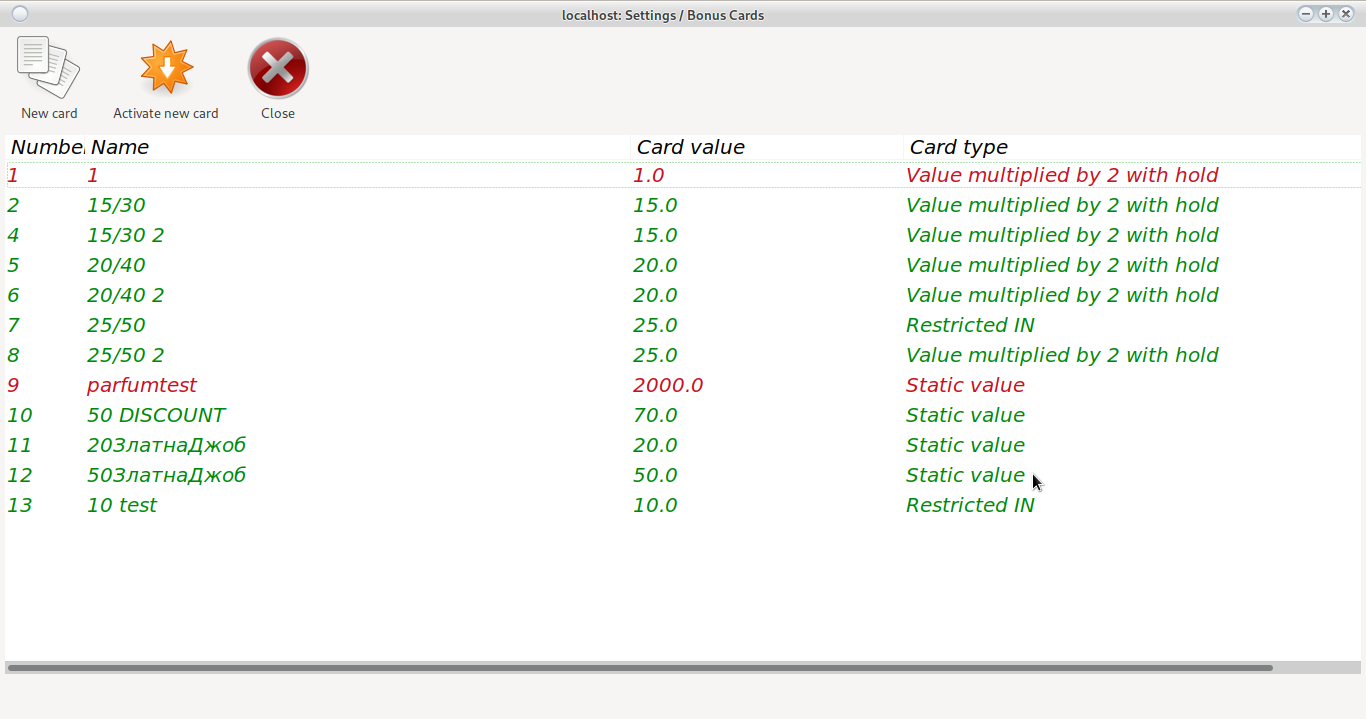 localhost: Settings / Bonus Cards
New card Activate new card Close
Number Name Card value Card type
1 1 1.0 Value multiplied by 2 with hold
2 15/30 15.0 Value multiplied by 2 with hold
4 15/30 2 15.0 Value multiplied by 2 with hold
5 20/40 20.0 Value multiplied by 2 with hold
6 20/40 2 20.0 Value multiplied by 2 with hold
7 25/50 25.0 Restricted IN
8 25/50 2 25.0 Value multiplied by 2 with hold
9 parfumtest 2000.0 Static value
10 50 DISCOUNT 70.0 Static value
11 20ЗлатнаДжоб 20.0 Static value
12 50ЗлатнаДжоб 50.0 Static value
13 10 test 10.0 Restricted IN